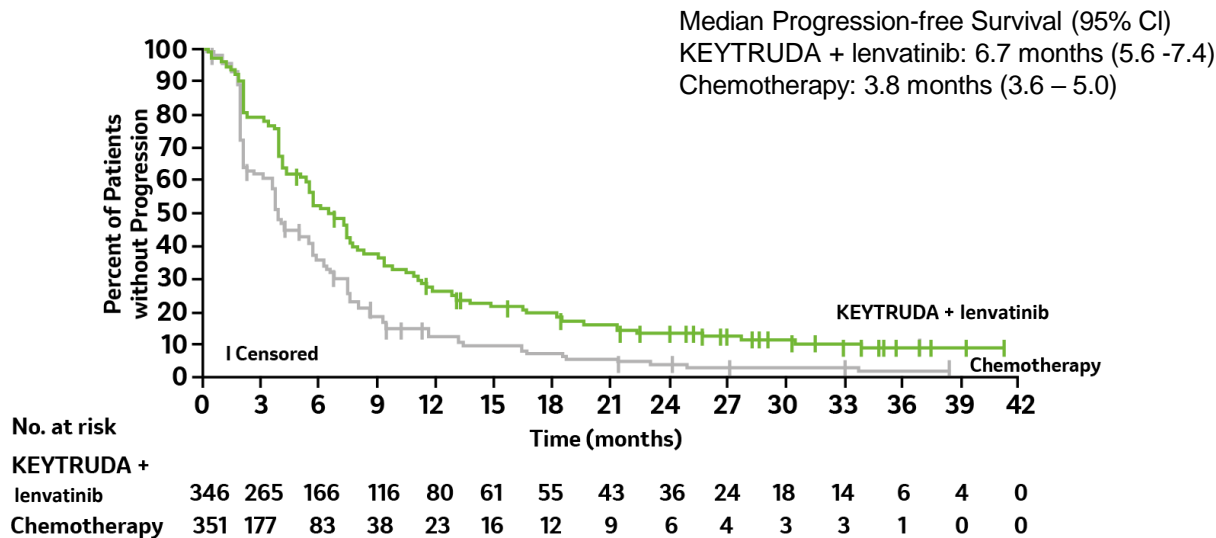 Median Progression-free Survival (95% CI)
KEYTRUDA + lenvatinib: 6.7 months (5.6 -7.4)
Chemotherapy: 3.8 months (3.6 – 5.0)
Percent of Patients
without Progression
100
90
80
70
60
50
40
30
20
10
0
I Censored
KEYTRUDA + lenvatinib
Chemotherapy
0 3 6 9 12 15 18 21 24 27 30 33 36 39 42
Time (months)
No. at risk
KEYTRUDA +
lenvatinib 346 265 166 116 80 61 55 43 36 24 18 14 6 4 0
Chemotherapy 351 177 83 38 23 16 12 9 6 4 3 3 1 0 0